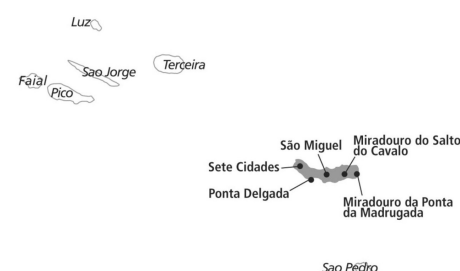 Luz
Terceira
Sao Jorge
Faial
Pico
São Miguel
Miradouro do Salto
do Cavalo
Sete Cidades
Ponta Delgada
Miradouro da Ponta
da Madrugada
Sao Pedro